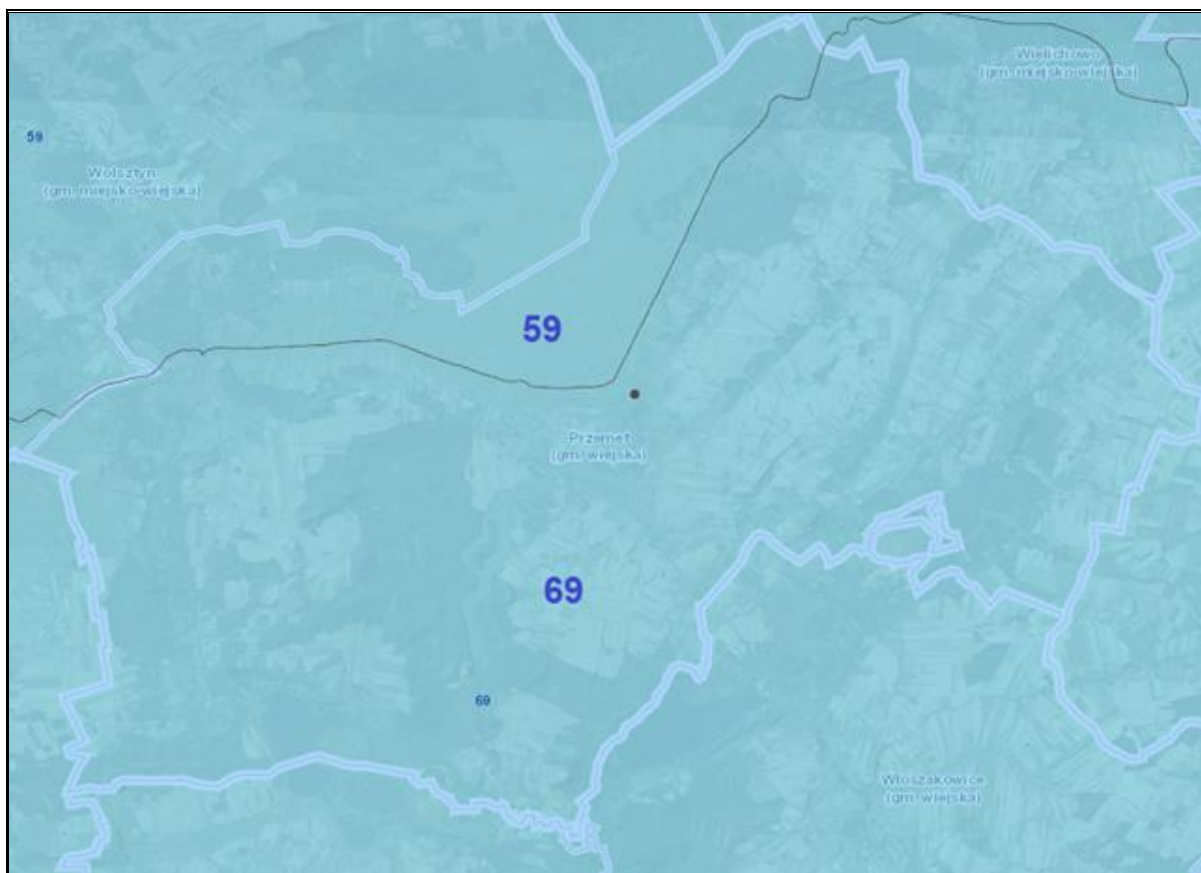 Wielichowo
(gm. miejsko-wiejska)
59
Wolsztyn
(gm. miejsko-wiejska)
59
Przemęt
(gm. wiejska)
69
69
Włoszakowice
(gm. wiejska)